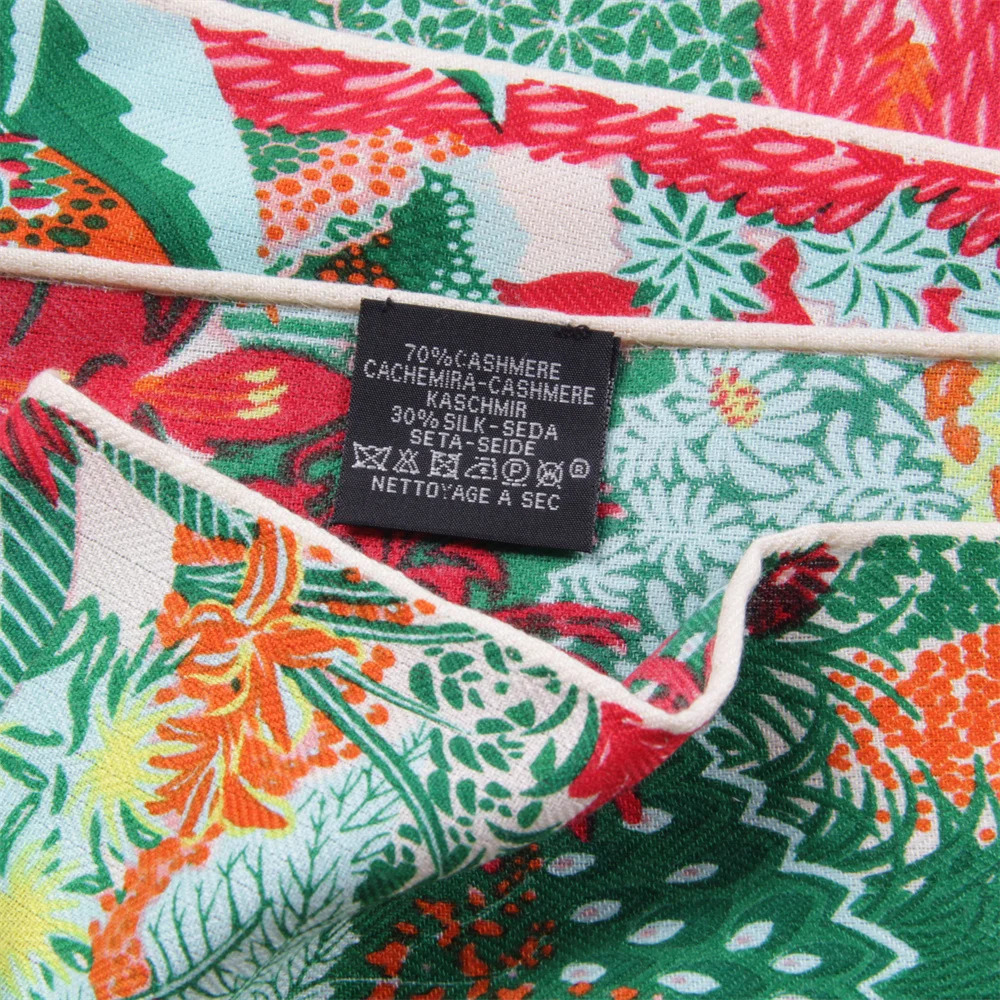 70%CASHMERE
CACHEMIRA-CASHMERE
KASCHMIR
30%SILK-SEDA
SETA-SEIDE
P ®
NETTOYAGE A SEC